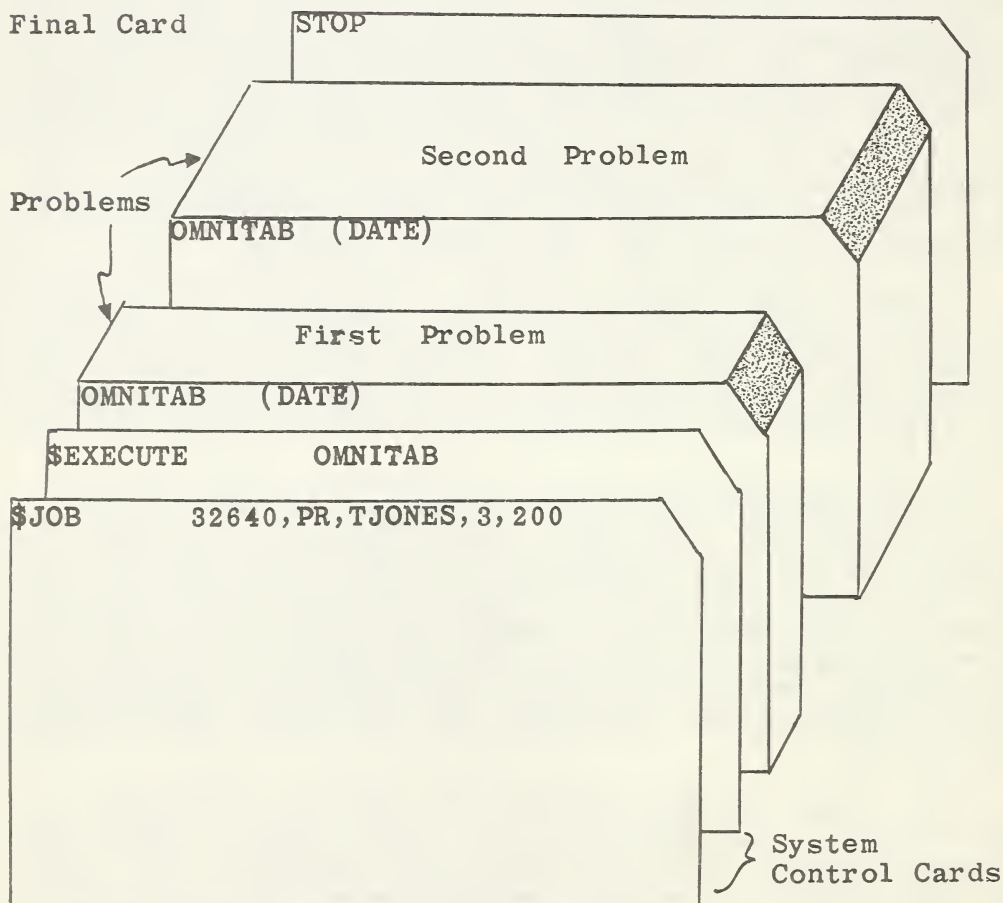 Final Card
STOP
Second Problem
Problems
OMNITAB (DATE)
First Problem
OMNITAB (DATE)
$EXECUTE OMNITAB
$JOB 32640,PR,TJONES,3,200
System
Control Cards